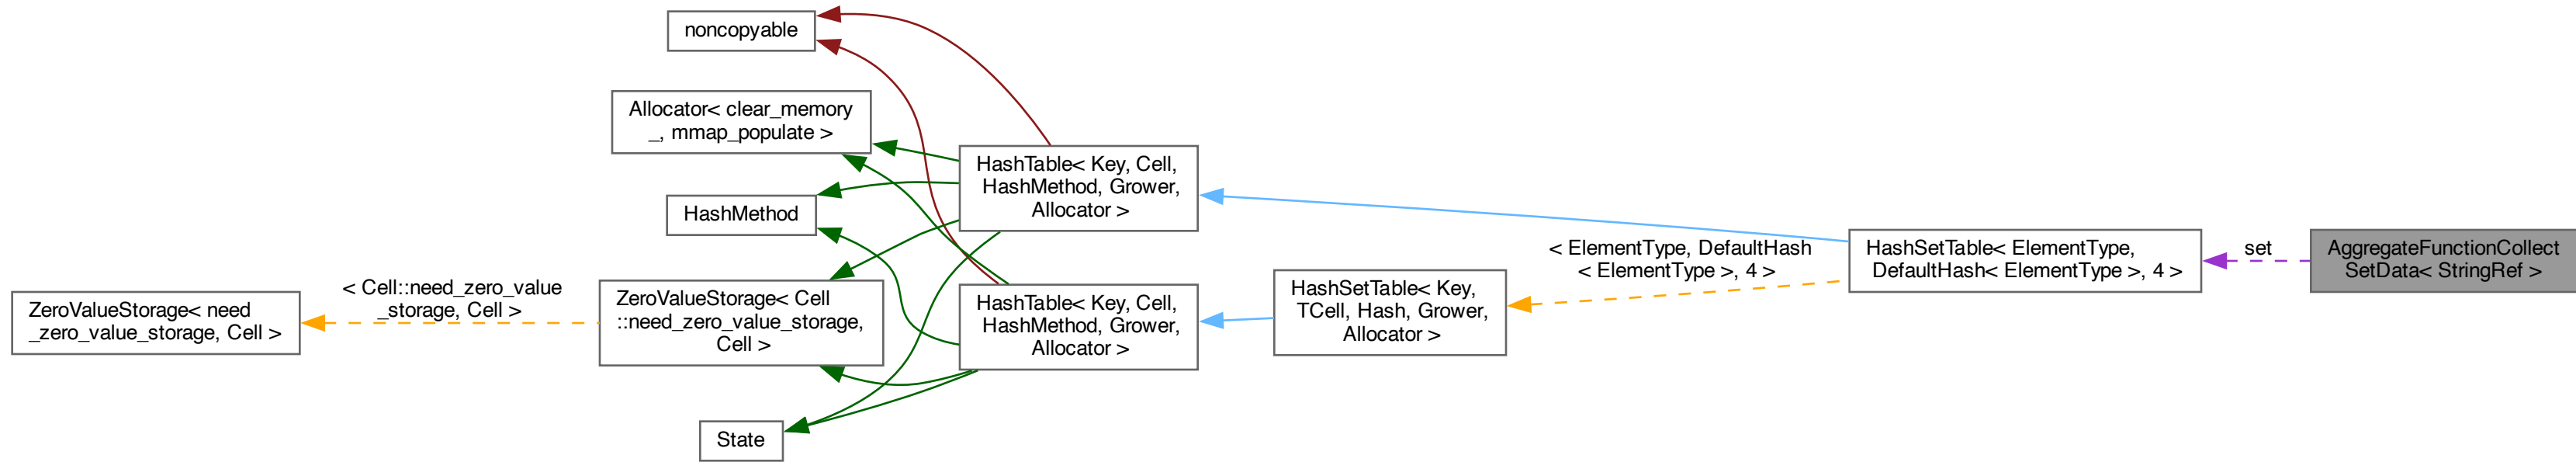 noncopyable
Allocator< clear_memory
_, mmap_populate >
HashMethod
ZeroValueStorage< need
_zero_value_storage, Cell >
< Cell::need_zero_value
_storage, Cell >
ZeroValueStorage< Cell
::need_zero_value_storage,
Cell >
State
HashTable< Key, Cell,
HashMethod, Grower,
Allocator >
HashTable< Key, Cell,
HashMethod, Grower,
Allocator >
HashSetTable< Key,
TCell, Hash, Grower,
Allocator >
< ElementType, DefaultHash
< ElementType >, 4 >
HashSetTable< ElementType,
DefaultHash< ElementType >, 4 >
set
AggregateFunctionCollect
SetData< StringRef >